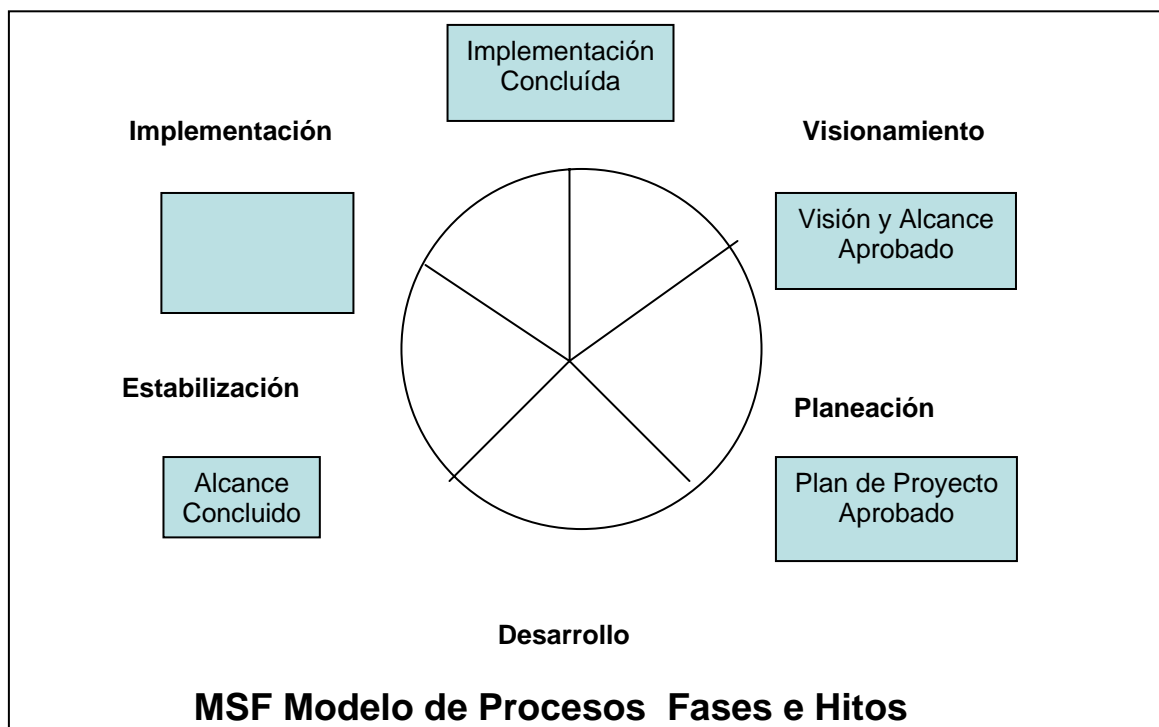 Implementación
Concluída
Implementación
Visionamiento
Visión y Alcance
Aprobado
Estabilización
Planeación
Alcance
Concluido
Plan de Proyecto
Aprobado
Desarrollo
MSF Modelo de Procesos  Fases e Hitos